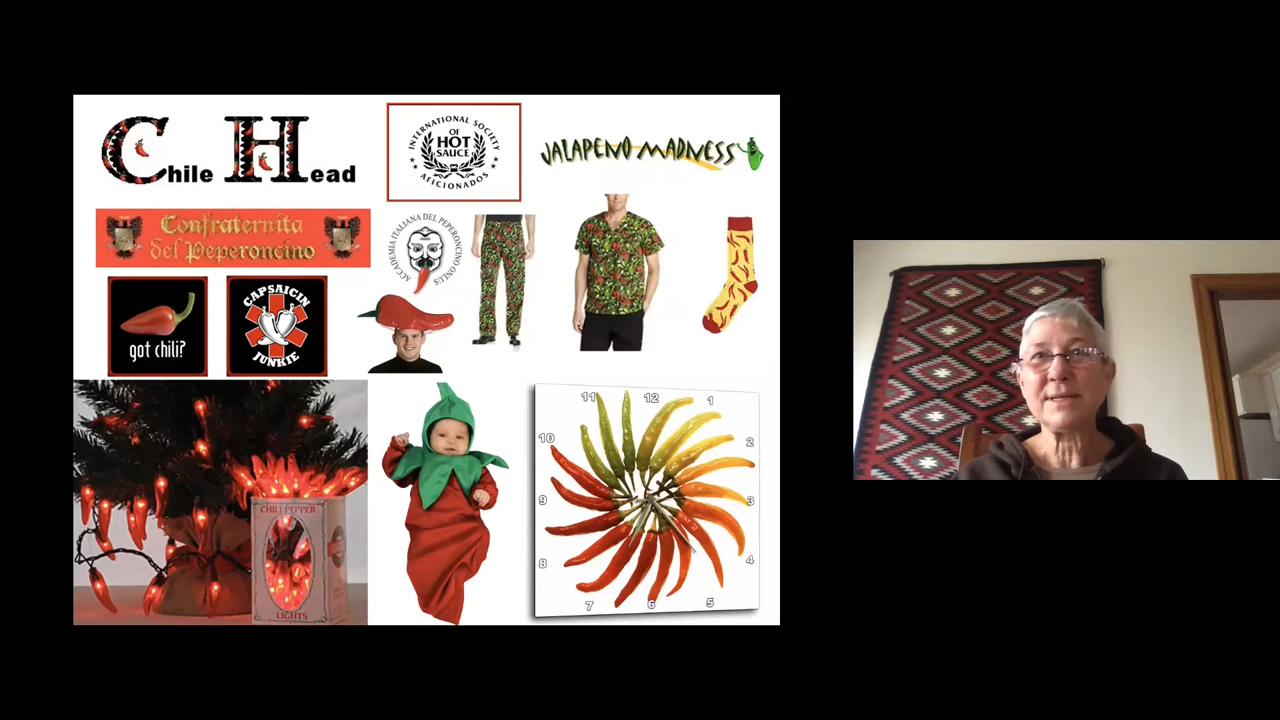 Chile Head
INTERNATIONAL SOCIETY
OF
HOT
SAUCE
AFICIONADOS
JALAPENO MADNESS
Confraternita
del Peperoncino
ACCADEMIA ITALIANA DEL PEPERONCINO ONLUS
got chili?
CAPSAICIN
JUNKIE
CHILI PEPPER
LIGHTS
11 12 1
10 2
9 3
8 4
7 6 5